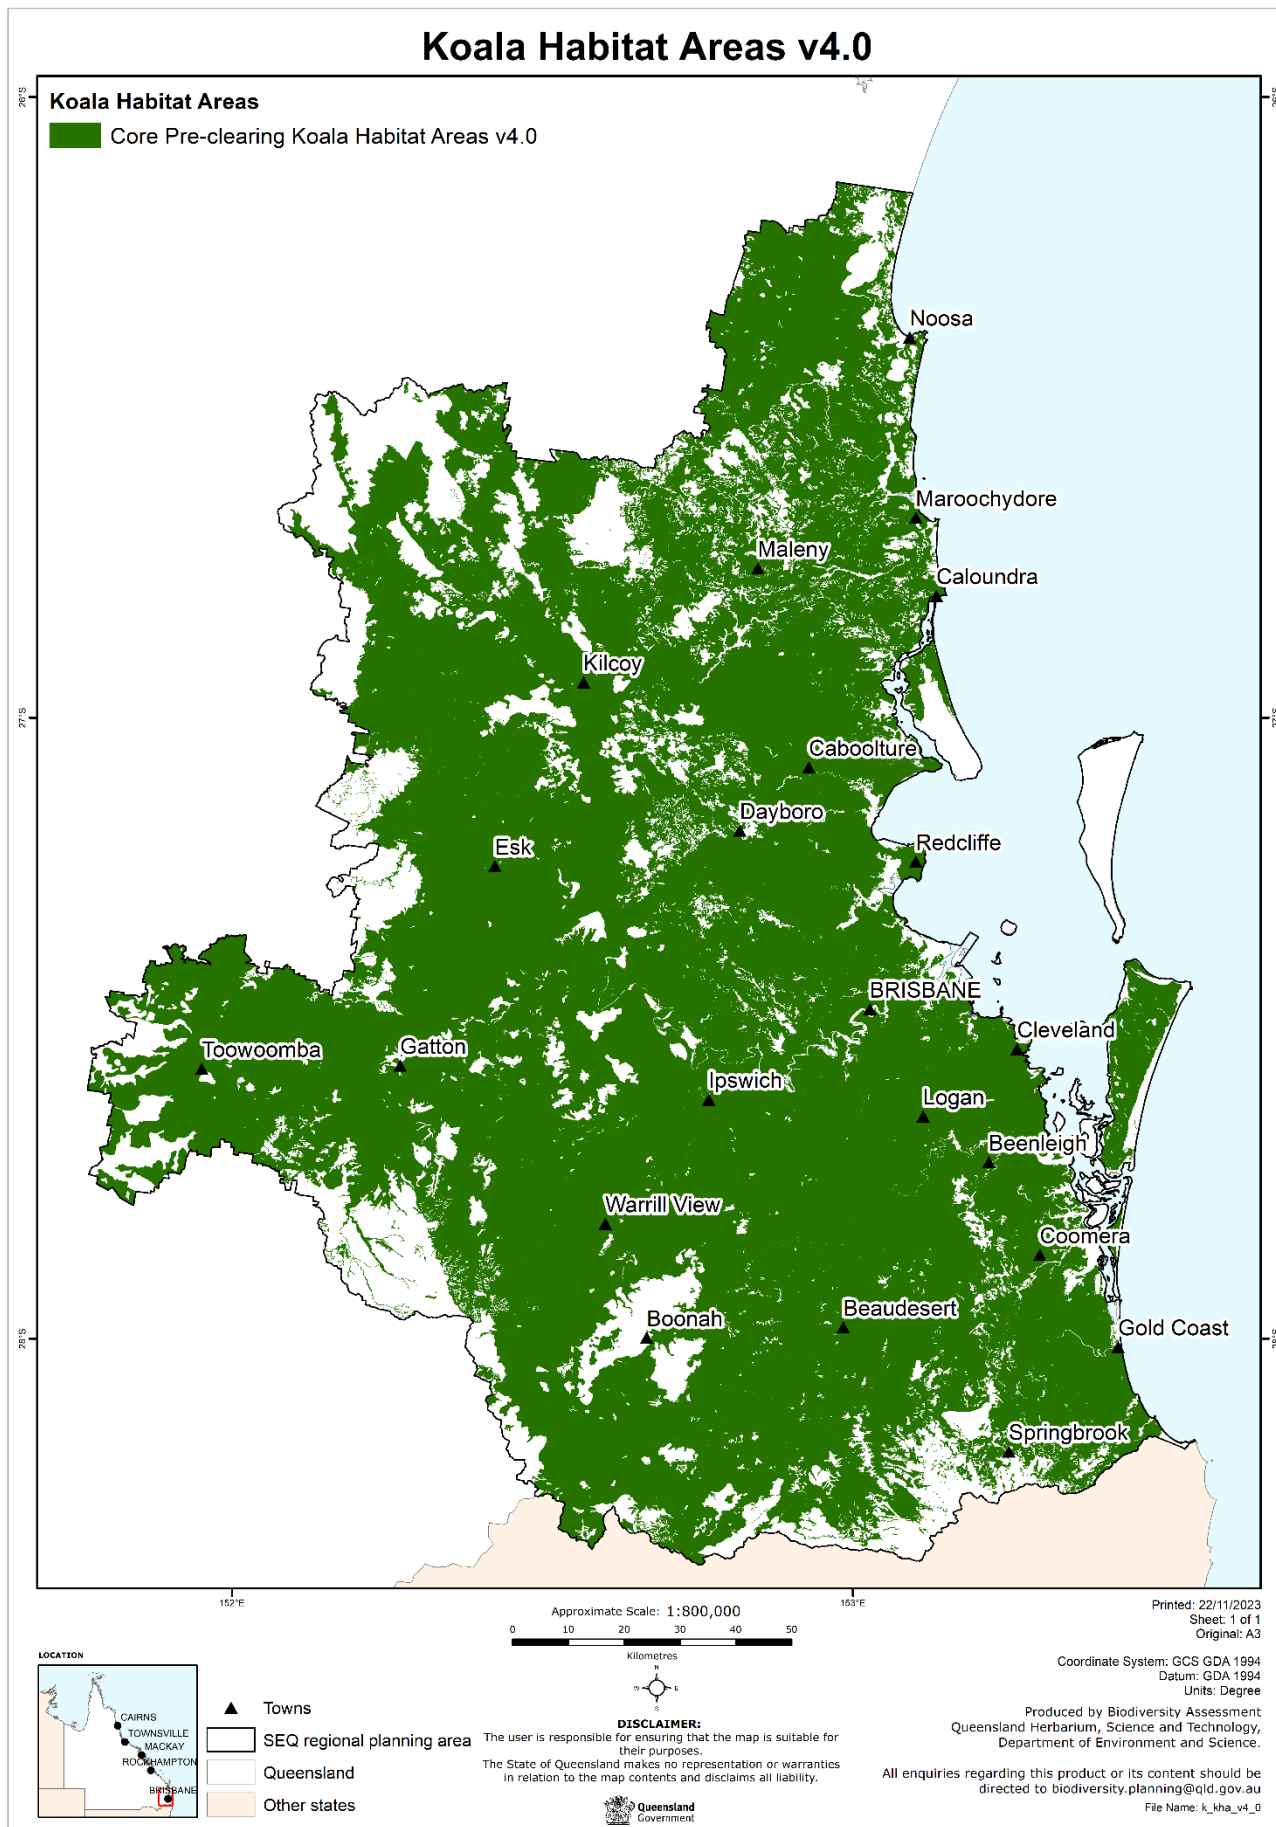 Koala Habitat Areas v4.0
Koala Habitat Areas
Core Pre-clearing Koala Habitat Areas v4.0
26°S
26°S
Noosa
Maroochydore
Maleny
Caloundra
Kilcoy
27°S
27°S
Caboolture
Dayboro
Redcliffe
Esk
BRISBANE
Cleveland
Toowoomba
Gatton
Ipswich
Logan
Beenleigh
Warrill View
Coomera
Boonah
Beaudesert
Gold Coast
28°S
28°S
Springbrook
152°E
153°E
Approximate Scale: 1:800,000
0 10 20 30 40 50
Kilometres
N
W E
S
DISCLAIMER:
The user is responsible for ensuring that the map is suitable for
their purposes.
The State of Queensland makes no representation or warranties
in relation to the map contents and disclaims all liability.
Queensland
Government
LOCATION
CAIRNS
TOWNSVILLE
MACKAY
ROCKHAMPTON
BRISBANE
Towns
SEQ regional planning area
Queensland
Other states
Printed: 22/11/2023
Sheet: 1 of 1
Original: A3
Coordinate System: GCS GDA 1994
Datum: GDA 1994
Units: Degree
Produced by Biodiversity Assessment
Queensland Herbarium, Science and Technology,
Department of Environment and Science.
All enquiries regarding this product or its content should be
directed to biodiversity.planning@qld.gov.au
File Name: k_kha_v4_0